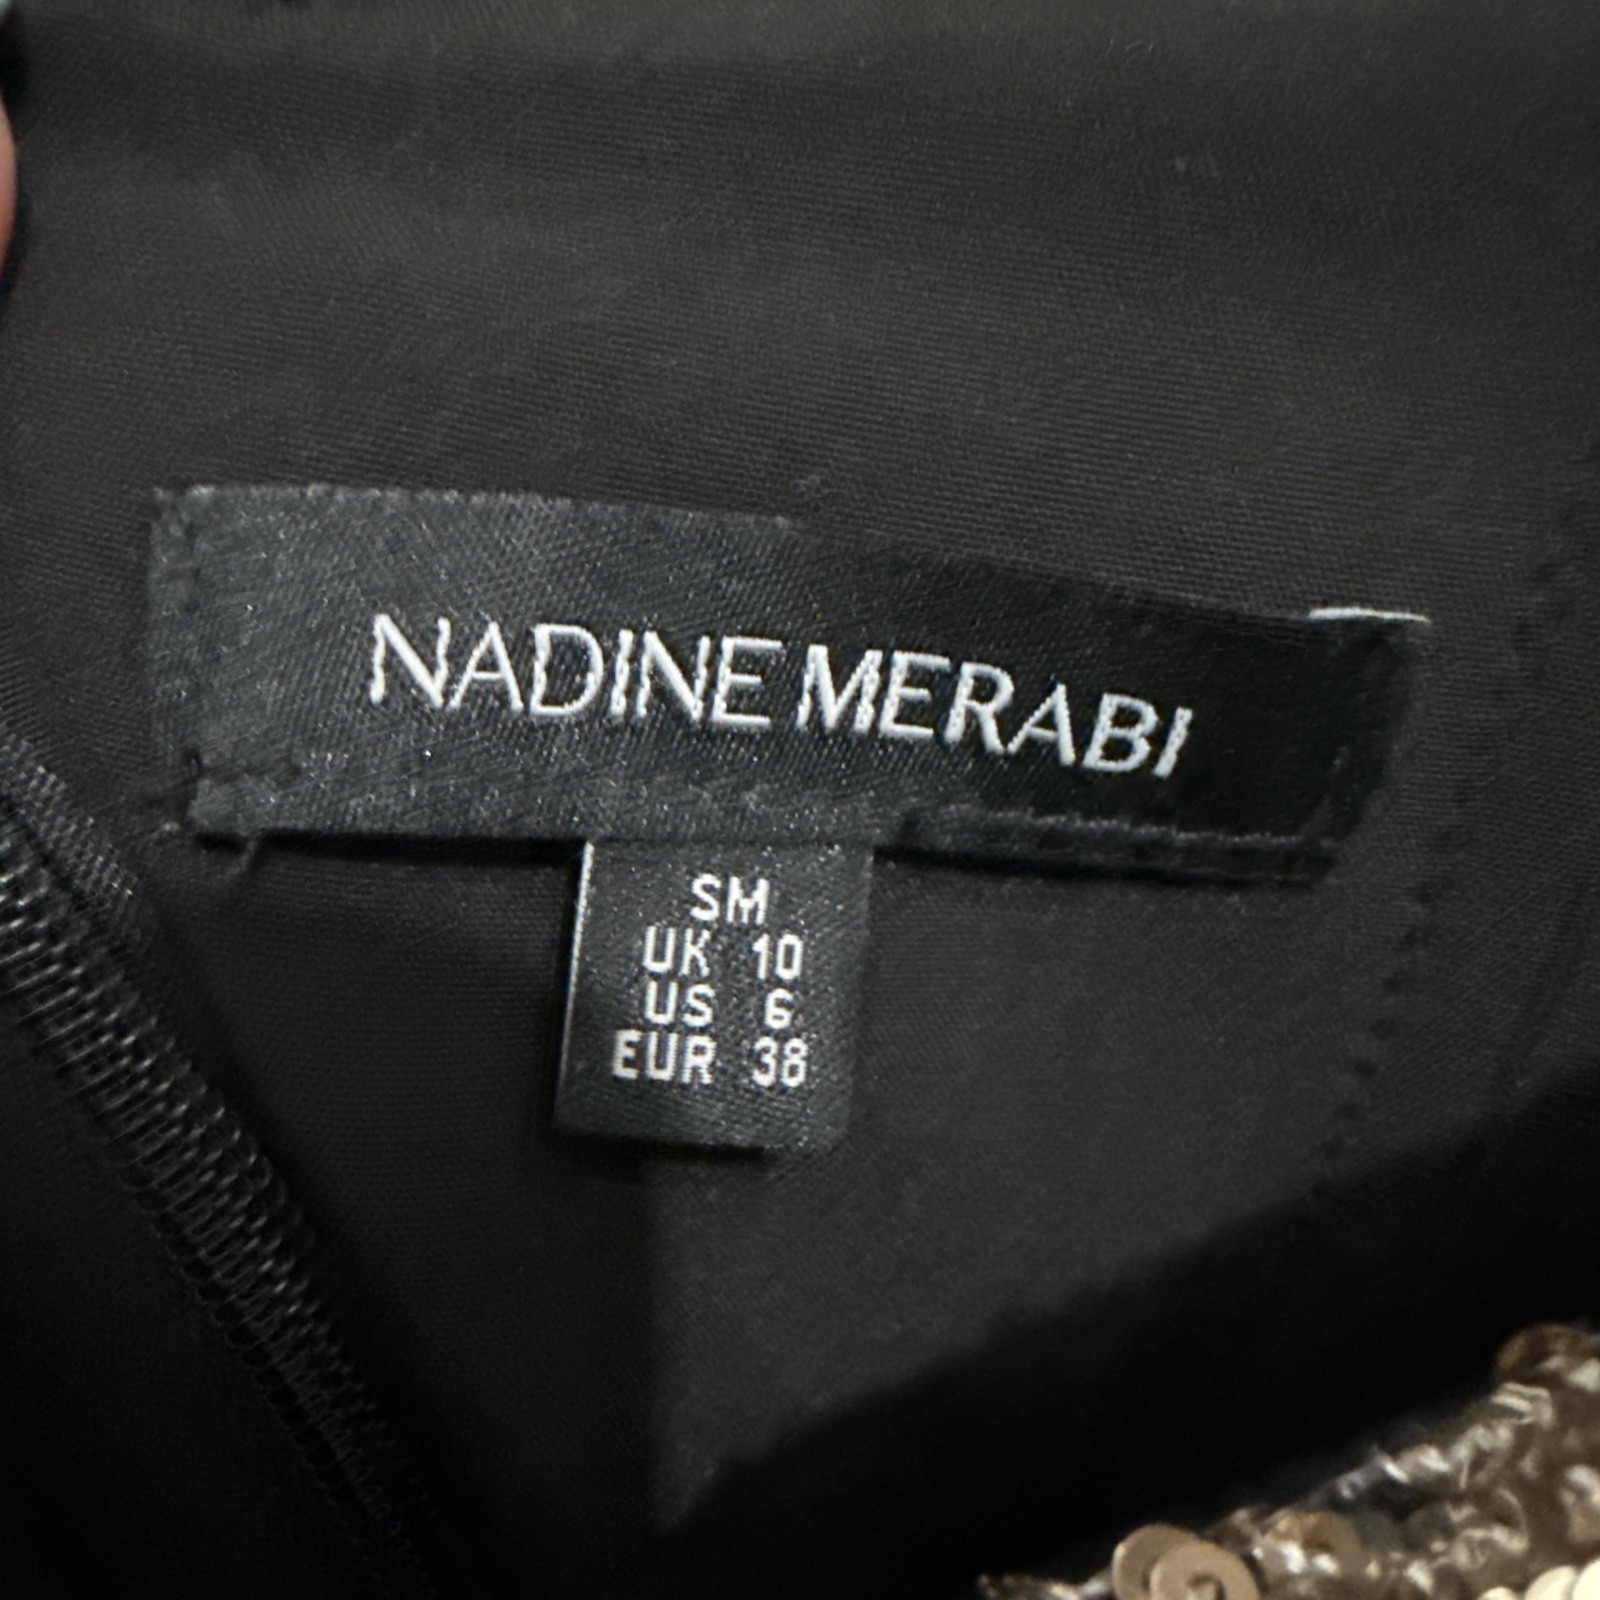 NADINE MERABI
SM
UK 10
US 6
EUR 38